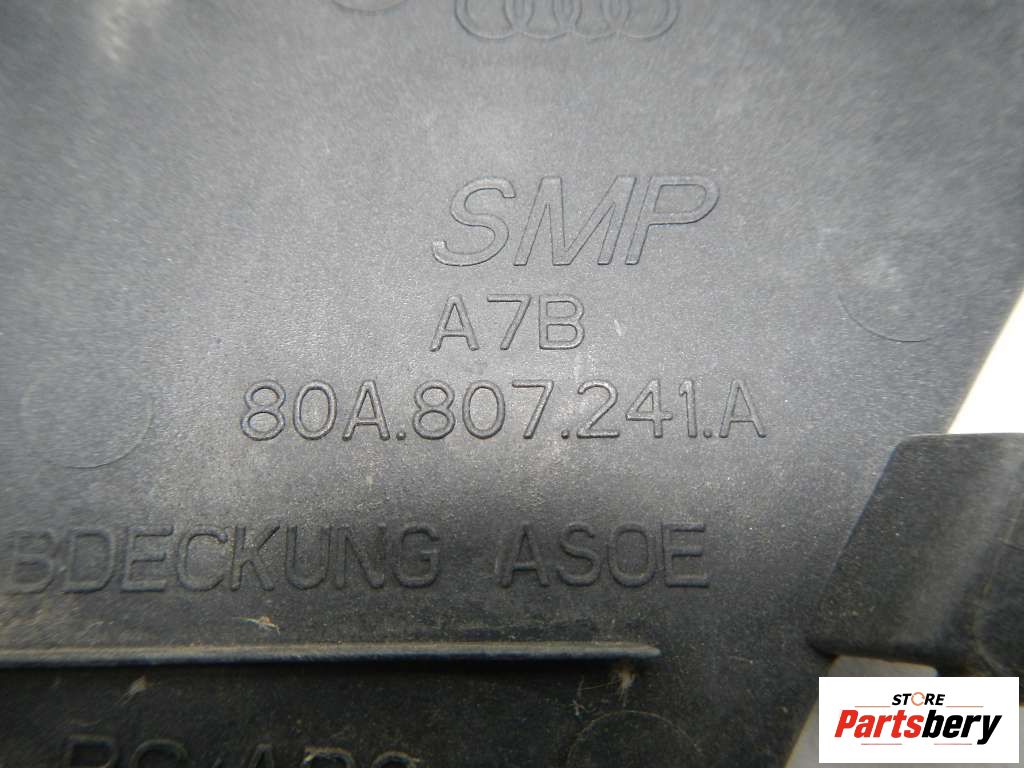 SMP
A7B
80A.807.241.A
BDECKUNG ASOE
STORE
Partsbery